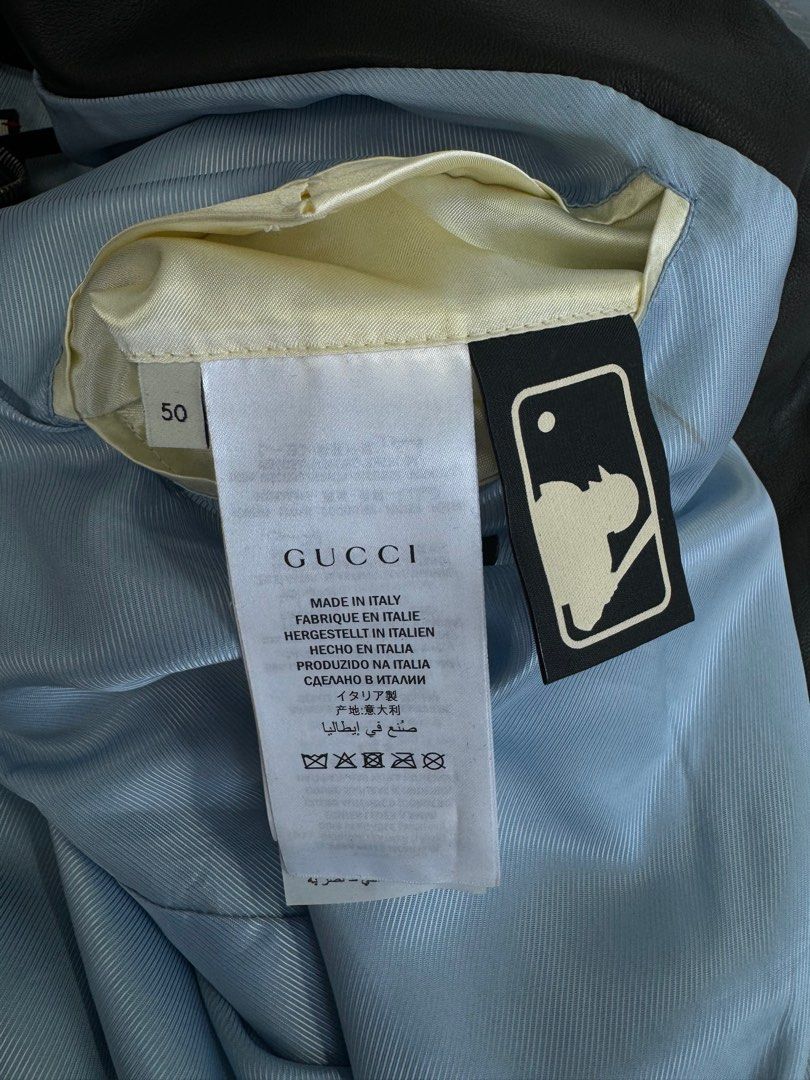 50
GUCCI
MADE IN ITALY
FABRIQUE EN ITALIE
HERGESTELLT IN ITALIEN
HECHO EN ITALIA
PRODUZIDO NA ITALIA
СДЕЛАНО В ИТАЛИИ
イタリア製
产地:意大利
صُنع في إيطاليا